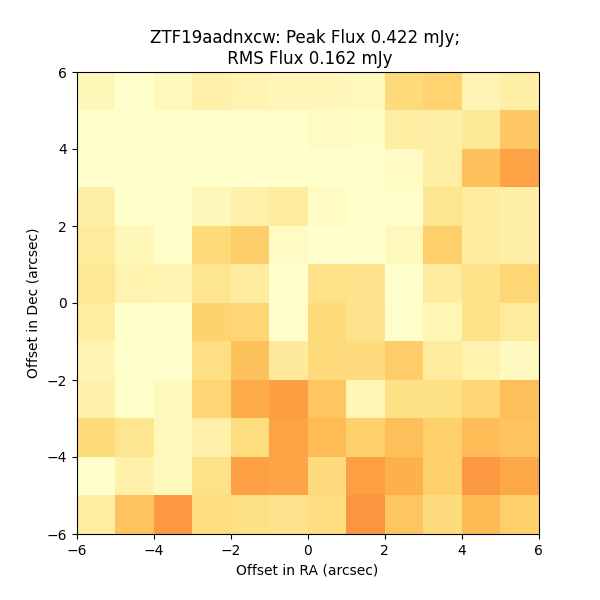 ZTF19aadnxcw: Peak Flux 0.422 mJy;
RMS Flux 0.162 mJy
6
4
2
0
−2
−4
−6
Offset in Dec (arcsec)
−6 −4 −2 0 2 4 6
Offset in RA (arcsec)